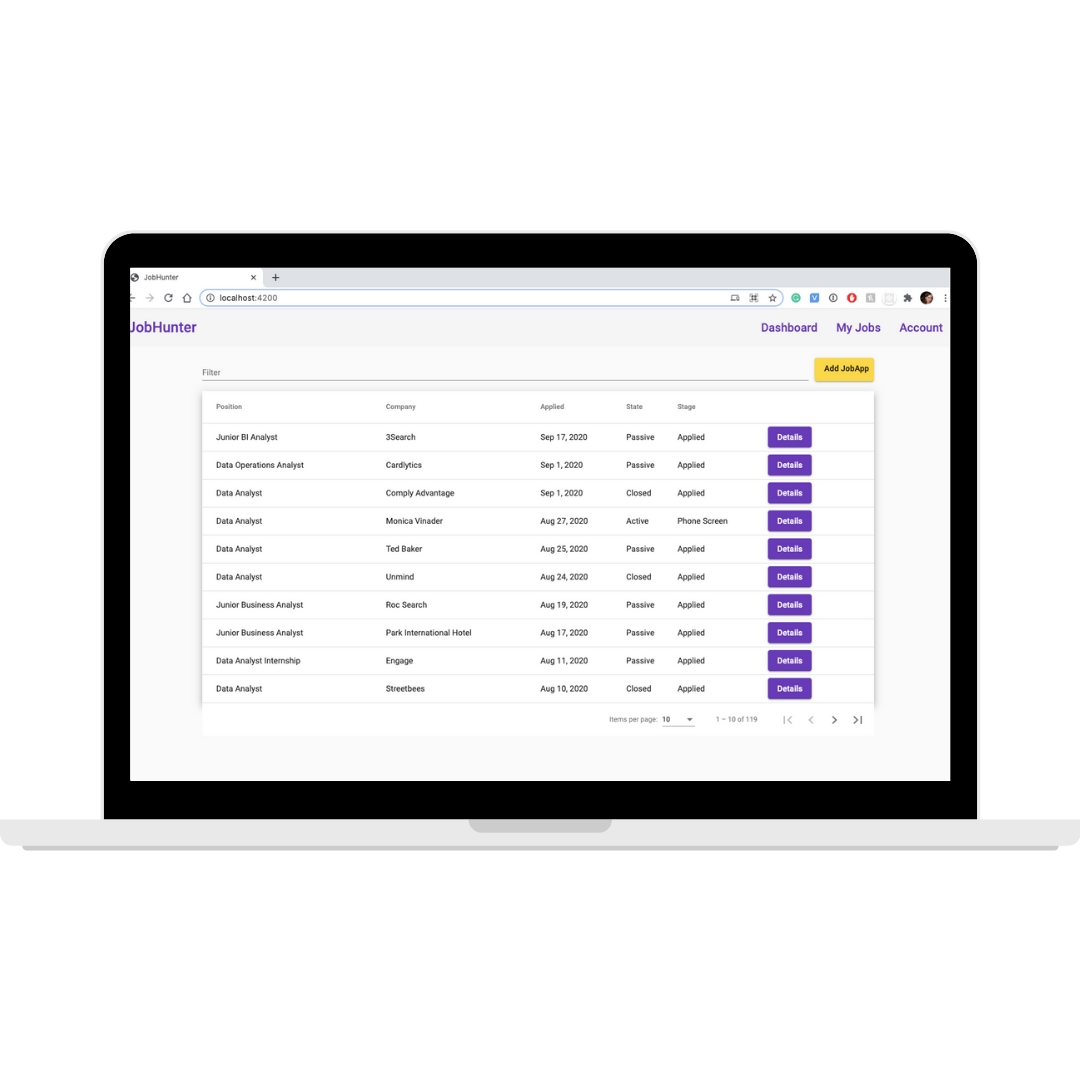 JobHunter
localhost:4200
JobHunter Dashboard My Jobs Account
Filter Add JobApp
Position Company Applied State Stage
Junior BI Analyst 3Search Sep 17, 2020 Passive Applied Details
Data Operations Analyst Cardlytics Sep 1, 2020 Passive Applied Details
Data Analyst Comply Advantage Sep 1, 2020 Closed Applied Details
Data Analyst Monica Vinader Aug 27, 2020 Active Phone Screen Details
Data Analyst Ted Baker Aug 25, 2020 Passive Applied Details
Data Analyst Unmind Aug 24, 2020 Closed Applied Details
Junior Business Analyst Roc Search Aug 19, 2020 Passive Applied Details
Junior Business Analyst Park International Hotel Aug 17, 2020 Passive Applied Details
Data Analyst Internship Engage Aug 11, 2020 Passive Applied Details
Data Analyst Streetbees Aug 10, 2020 Closed Applied Details
Items per page: 10 1 – 10 of 119